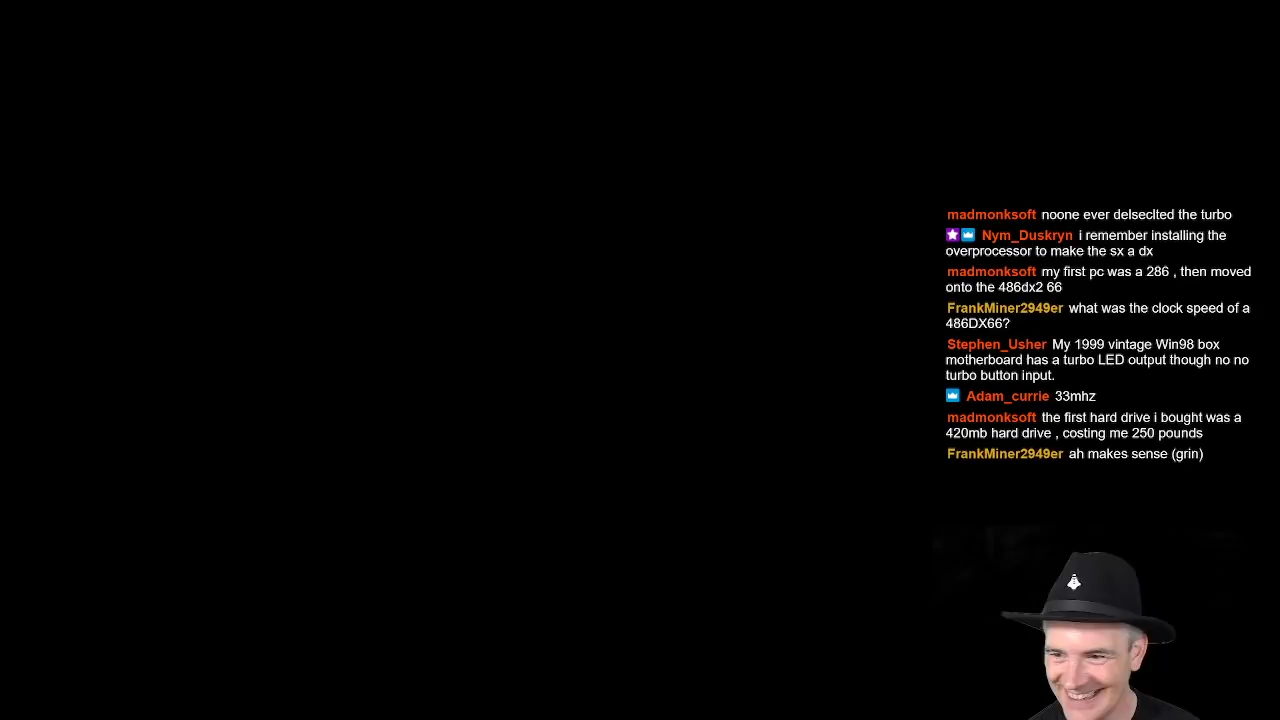 madmonksoft noone ever delseclted the turbo
Nym_Duskryn i remember installing the
overprocessor to make the sx a dx
madmonksoft my first pc was a 286 , then moved
onto the 486dx2 66
FrankMiner2949er what was the clock speed of a
486DX66?
Stephen_Usher My 1999 vintage Win98 box
motherboard has a turbo LED output though no no
turbo button input.
Adam_currie 33mhz
madmonksoft the first hard drive i bought was a
420mb hard drive , costing me 250 pounds
FrankMiner2949er ah makes sense (grin)